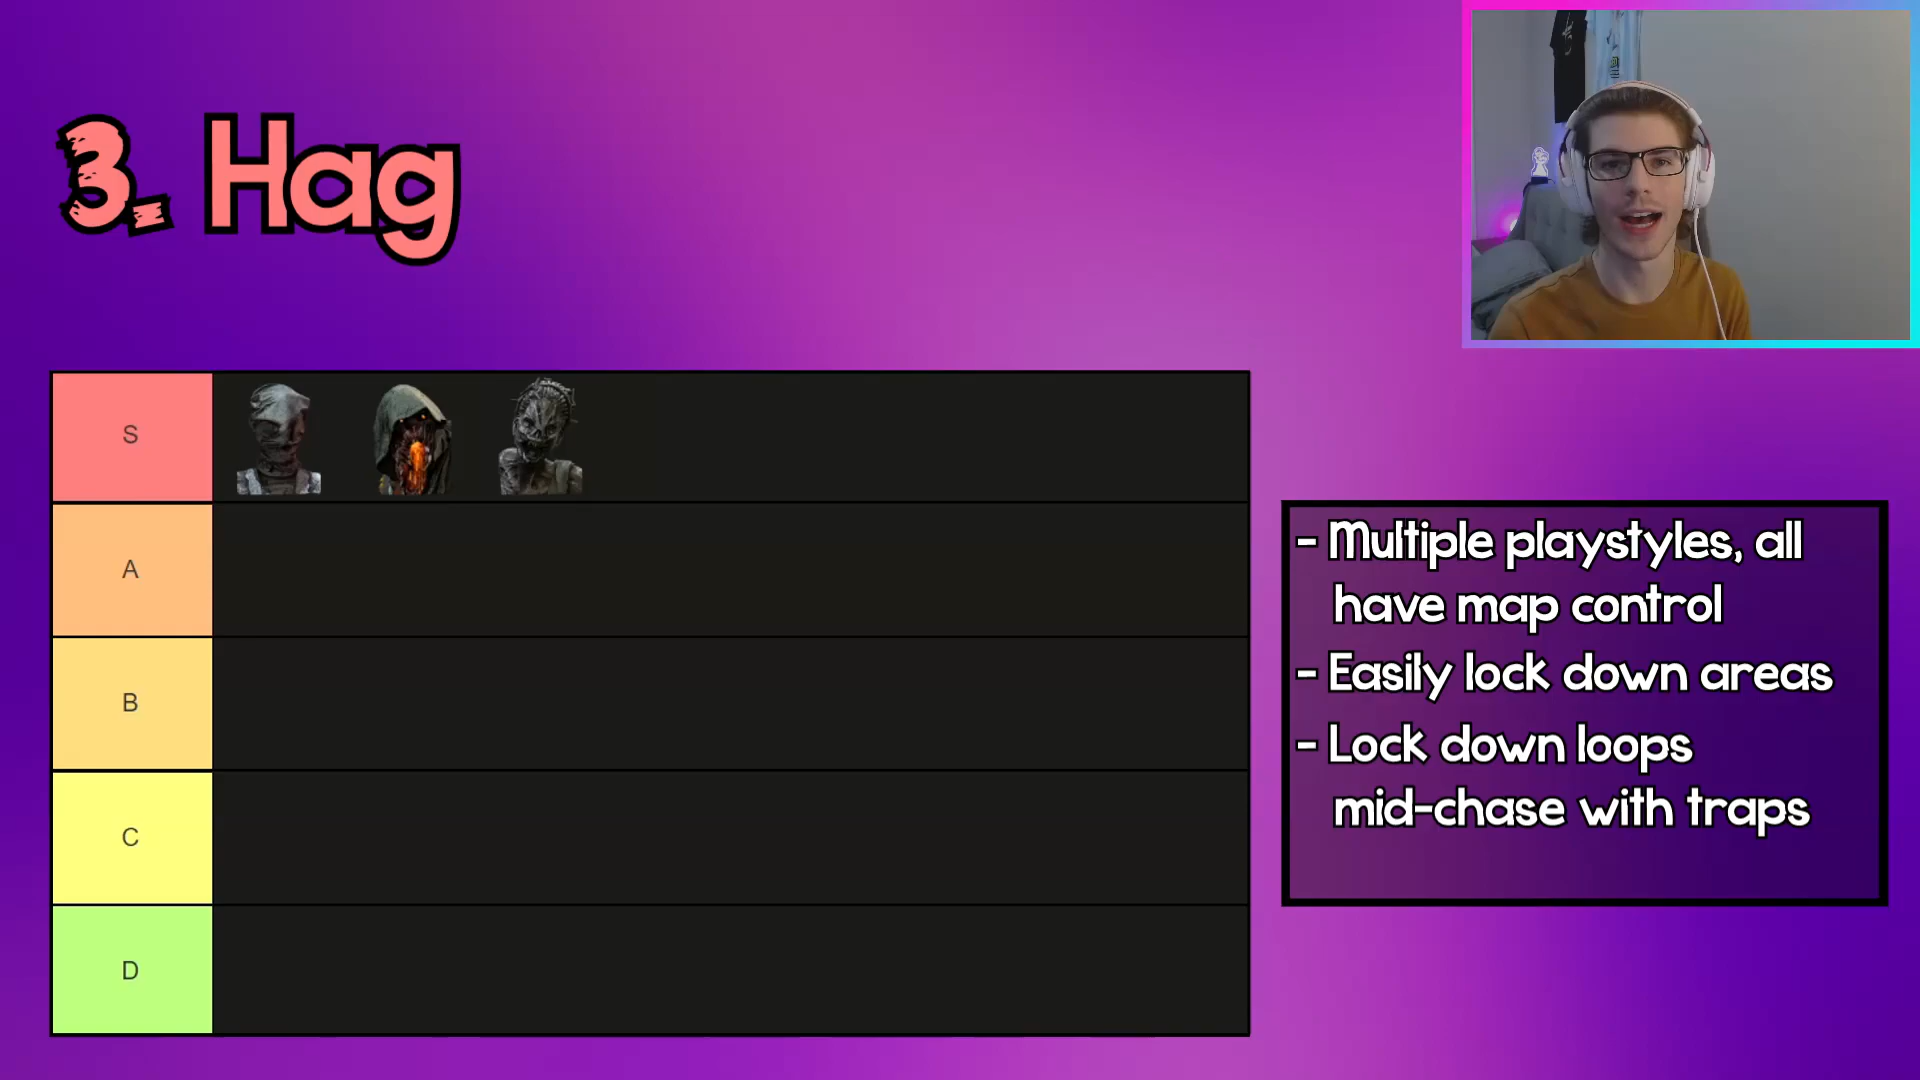 3. Hag
S
A
B
C
D
- Multiple playstyles, all
have map control
- Easily lock down areas
- Lock down loops
mid-chase with traps